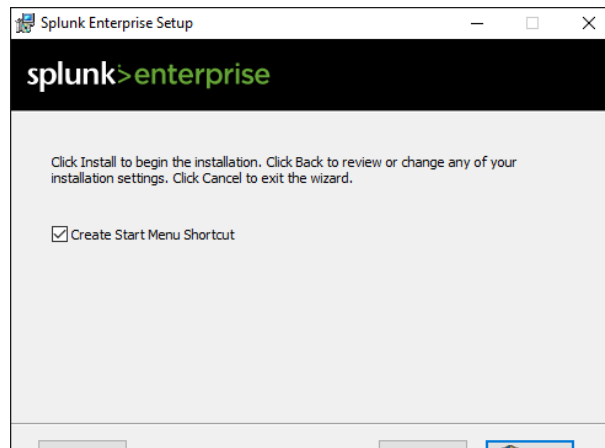 Splunk Enterprise Setup
splunk>enterprise
Click Install to begin the installation. Click Back to review or change any of your
installation settings. Click Cancel to exit the wizard.
Create Start Menu Shortcut